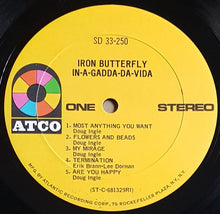 SD 33-250
IRON BUTTERFLY
IN-A-GADDA-DA-VIDA
ONE
STEREO
ATCO
1. MOST ANYTHING YOU WANT
Doug Ingle
2. FLOWERS AND BEADS
Doug Ingle
3. MY MIRAGE
Doug Ingle
4. TERMINATION
Erik Brann-Lee Dorman
5. ARE YOU HAPPY
Doug Ingle
(ST-C-681329RI)
MFG. BY ATLANTIC RECORDING CORP., 75 ROCKEFELLER PLAZA, N.Y., N.Y.